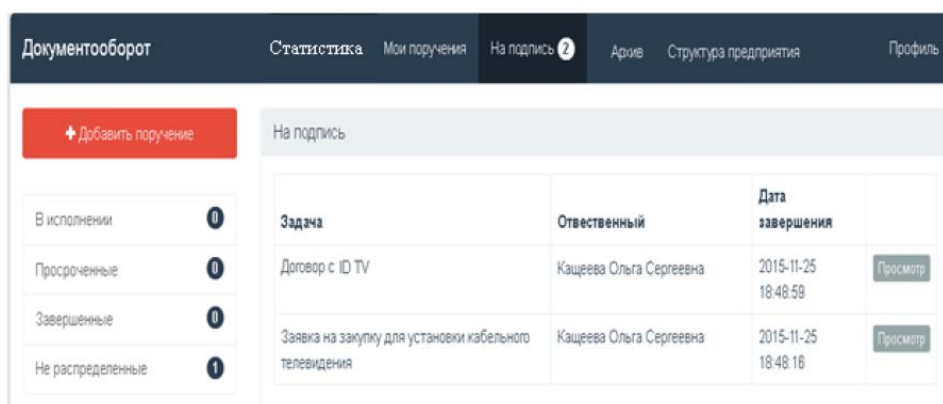 Документооборот Статистика Мои поручения На подпись 2 Архив Структура предприятия Профиль
+ Добавить поручение
В исполнении 0
Просроченные 0
Завершенные 0
Не распределенные 1
На подпись
Задача Отвественный Дата
завершения
Договор с ID TV Кащеева Ольга Сергеевна 2015-11-25 Просмотр
18:48:59
Заявка на закупку для установки кабельного Кащеева Ольга Сергеевна 2015-11-25 Просмотр
телевидения 18:48:16